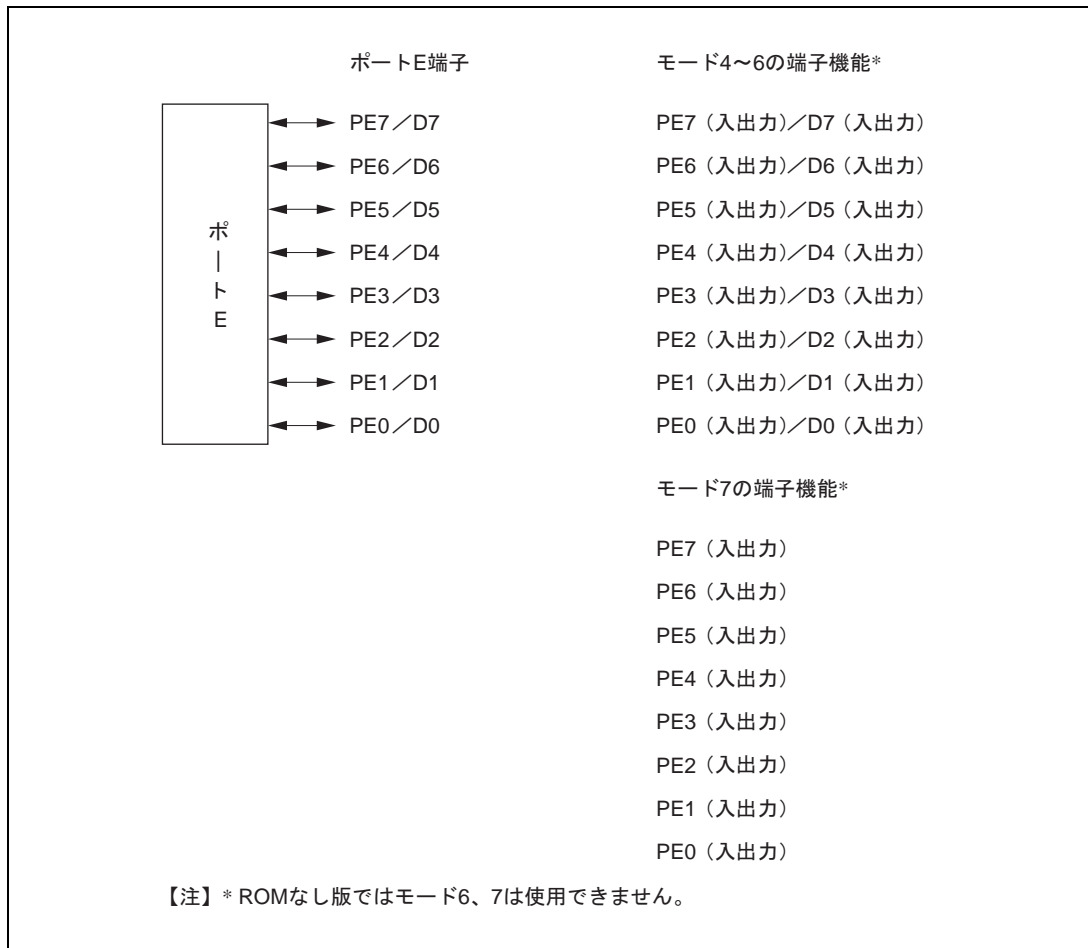 ポートE端子 モード4～6の端子機能*
PE7／D7 PE7（入出力）／D7（入出力）
PE6／D6 PE6（入出力）／D6（入出力）
PE5／D5 PE5（入出力）／D5（入出力）
ポートE
PE4／D4 PE4（入出力）／D4（入出力）
PE3／D3 PE3（入出力）／D3（入出力）
PE2／D2 PE2（入出力）／D2（入出力）
PE1／D1 PE1（入出力）／D1（入出力）
PE0／D0 PE0（入出力）／D0（入出力）
モード7の端子機能*
PE7（入出力）
PE6（入出力）
PE5（入出力）
PE4（入出力）
PE3（入出力）
PE2（入出力）
PE1（入出力）
PE0（入出力）
【注】* ROMなし版ではモード6、7は使用できません。